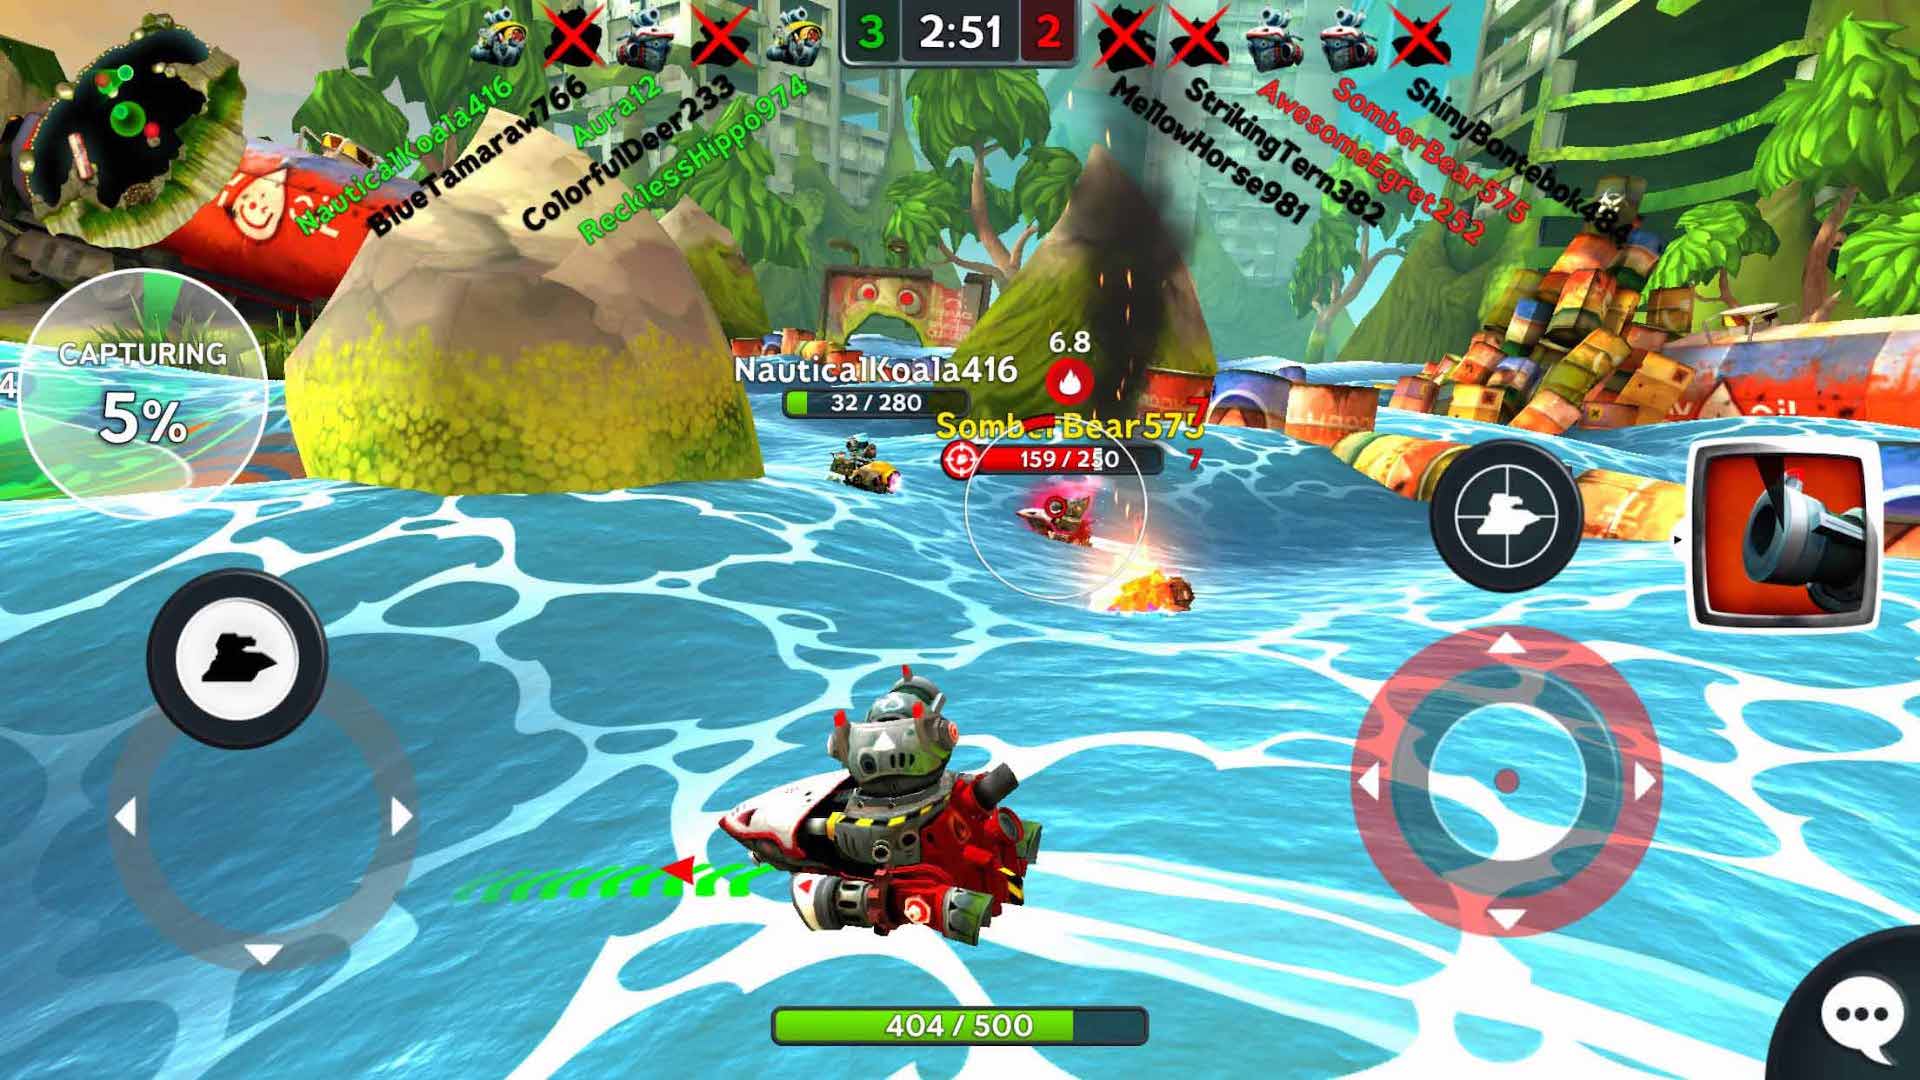 3
2:51
2
NauticalKoala416
BlueTamaraw766
Aura12
ColorfulDeer233
RecklessHippo974
MellowHorse981
StrikingTern382
AwesomeEgret252
SomberBear575
ShinyBontebok484
CAPTURING
5%
4
6.8
NauticalKoala416
32 / 280
SomberBear575
7
159 / 250
7
404 / 500